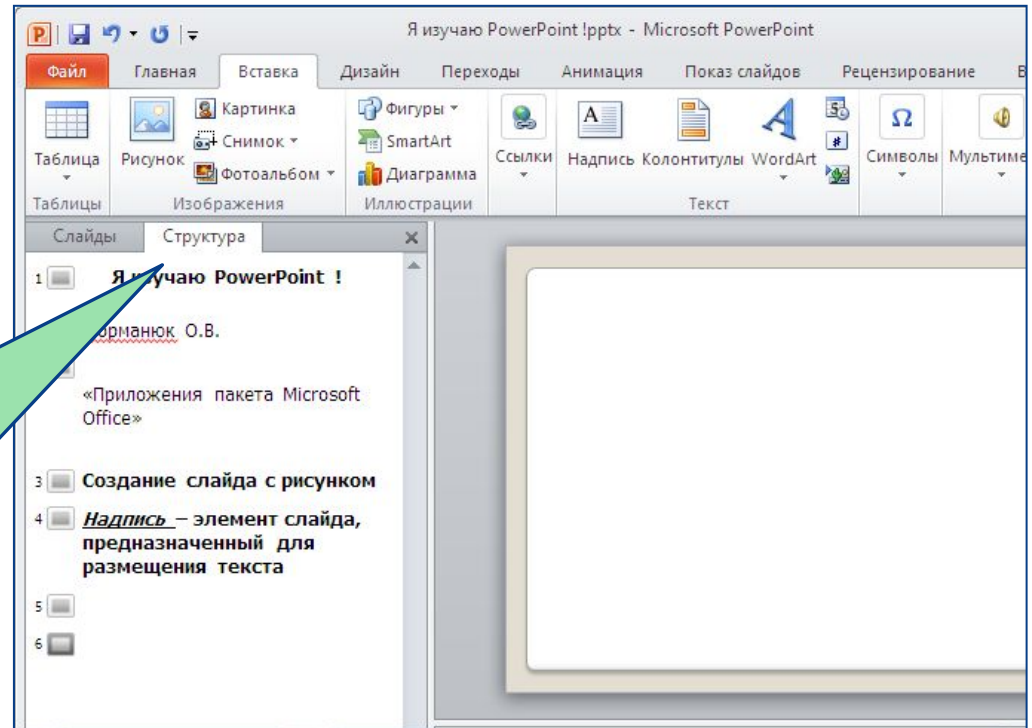 Я изучаю PowerPoint !pptx - Microsoft PowerPoint
Файл Главная Вставка Дизайн Переходы Анимация Показ слайдов Рецензирование В
Таблица
Рисунок
Картинка
Снимок
Фотоальбом
Фигуры
SmartArt
Диаграмма
Ссылки
Надпись
Колонтитулы
WordArt
Символы
Мультиме
Таблицы Изображения Иллюстрации Текст
Слайды Структура
1 Я изучаю PowerPoint !
О.В.
«Приложения пакета Microsoft
Office»
3 Создание слайда с рисунком
4 Надпись – элемент слайда,
предназначенный для
размещения текста
5
6